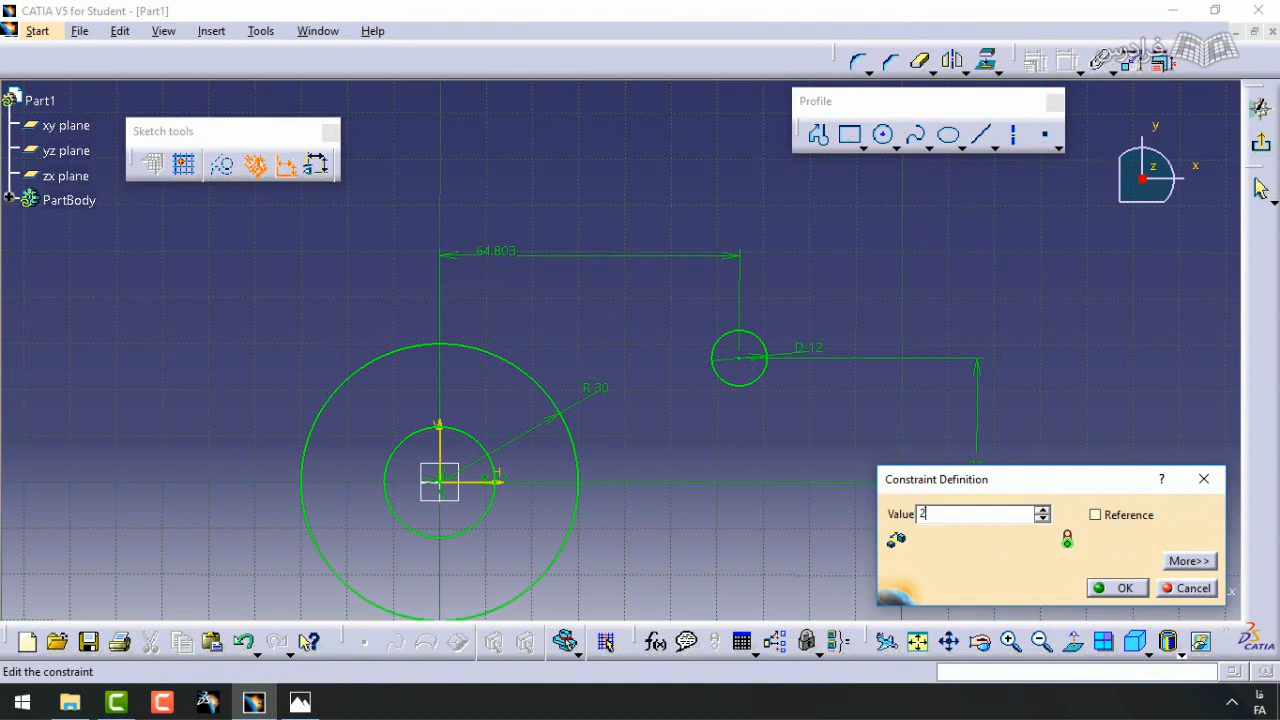 CATIA V5 for Student - [Part1]
Start File Edit View Insert Tools Window Help
فرادرس
Part1
xy plane
yz plane
zx plane
PartBody
Sketch tools
Profile
y
z x
64.803
D 12
R 30
H
Constraint Definition ?
Value 2
Reference
More>>
OK Cancel
x
CATIA
Edit the constraint
فا
FA